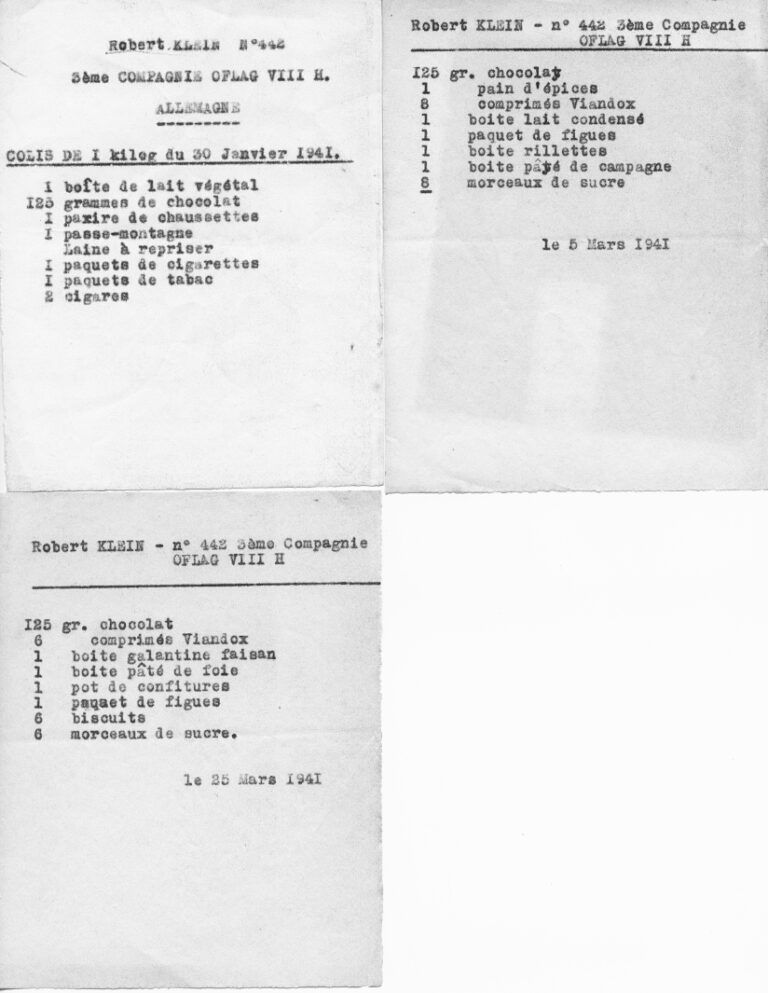 Robert KLEIN N°442
3ème COMPAGNIE OFLAG VIII H.
ALLEMAGNE
COLIS DE I kilog du 30 Janvier I94I.
I boîte de lait végétal
I25 grammes de chocolat
I paxire de chaussettes
I passe-montagne
Laine à repriser
I paquets de cigarettes
I paquets de tabac
2 cigares
Robert KLEIN - n° 442 3ème Compagnie
OFLAG VIII H
I25 gr. chocolat
1 pain d'épices
8 comprimés Viandox
1 boite lait condensé
1 paquet de figues
1 boite rillettes
1 boite pâté de campagne
8 morceaux de sucre
le 5 Mars I94I
Robert KLEIN - n° 442 3ème Compagnie
OFLAG VIII H
I25 gr. chocolat
6 comprimés Viandox
1 boite galantine faisan
1 boite pâté de foie
1 pot de confitures
1 paquet de figues
6 biscuits
6 morceaux de sucre.
le 25 Mars I94I